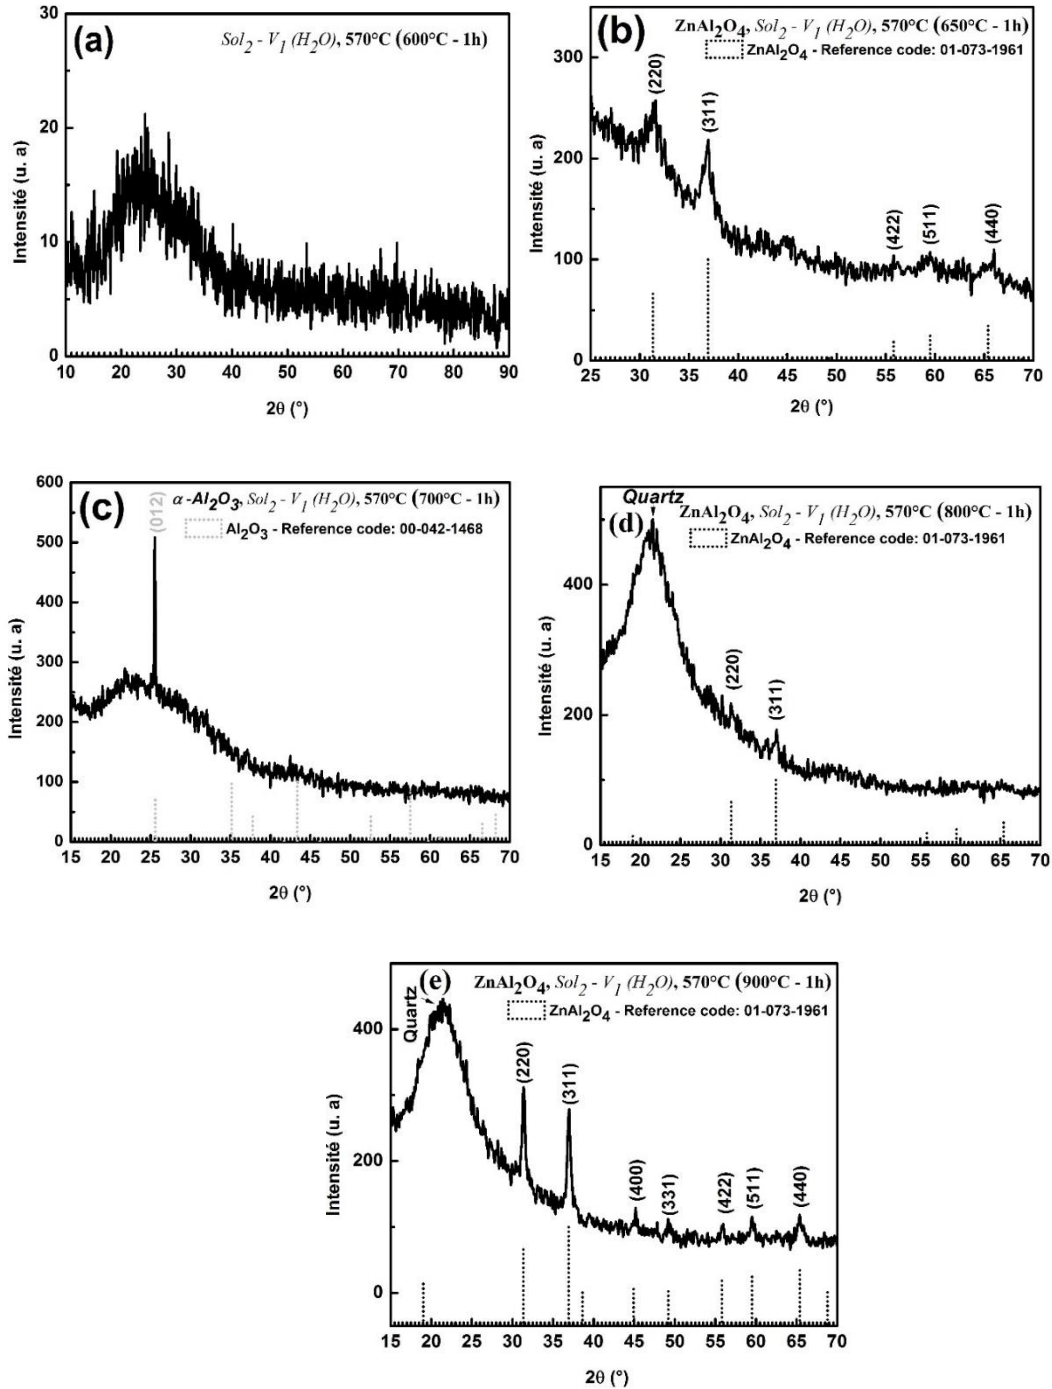 (a)
Sol₂ - V₁ (H₂O), 570°C (600°C - 1h)
Intensité (u. a)
30
20
10
0
10 20 30 40 50 60 70 80 90
2θ (°)
(b)
ZnAl₂O₄, Sol₂ - V₁ (H₂O), 570°C (650°C - 1h)
ZnAl₂O₄ - Reference code: 01-073-1961
(220)
(311)
(422)
(511)
(440)
Intensité (u. a)
300
200
100
0
25 30 35 40 45 50 55 60 65 70
2θ (°)
(c)
α -Al₂O₃, Sol₂ - V₁ (H₂O), 570°C (700°C - 1h)
Al₂O₃ - Reference code: 00-042-1468
(012)
Intensité (u. a)
600
500
400
300
200
100
0
15 20 25 30 35 40 45 50 55 60 65 70
2θ (°)
(d)
Quartz
ZnAl₂O₄, Sol₂ - V₁ (H₂O), 570°C (800°C - 1h)
ZnAl₂O₄ - Reference code: 01-073-1961
(220)
(311)
Intensité (u. a)
400
200
0
15 20 25 30 35 40 45 50 55 60 65 70
2θ (°)
(e)
ZnAl₂O₄, Sol₂ - V₁ (H₂O), 570°C (900°C - 1h)
ZnAl₂O₄ - Reference code: 01-073-1961
Quartz
(220)
(311)
(400)
(331)
(422)
(511)
(440)
Intensité (u. a)
400
200
0
15 20 25 30 35 40 45 50 55 60 65 70
2θ (°)